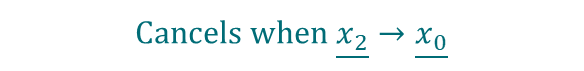 Cancels when x₂ → x₀